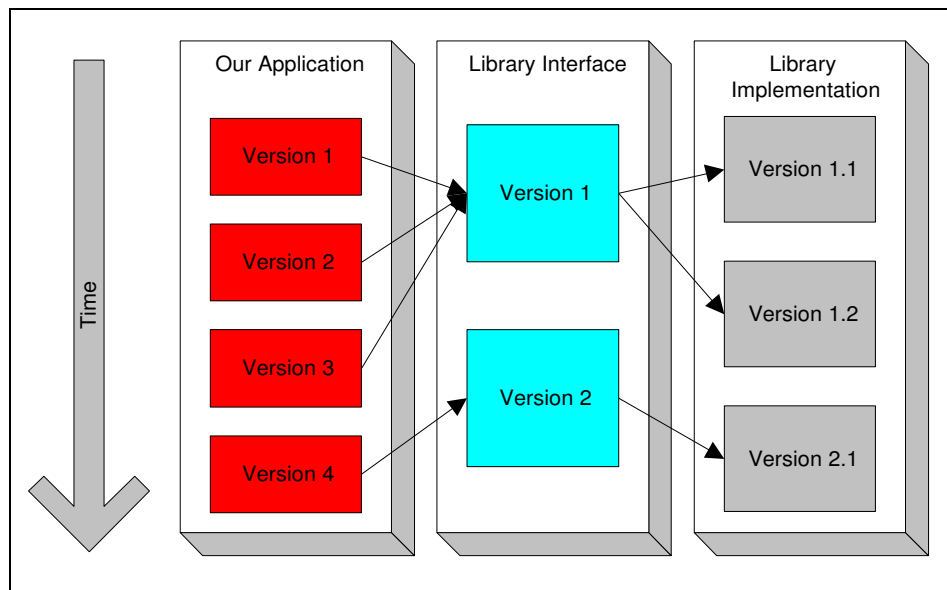 Time
Our Application
Version 1
Version 2
Version 3
Version 4
Library Interface
Version 1
Version 2
Library
Implementation
Version 1.1
Version 1.2
Version 2.1